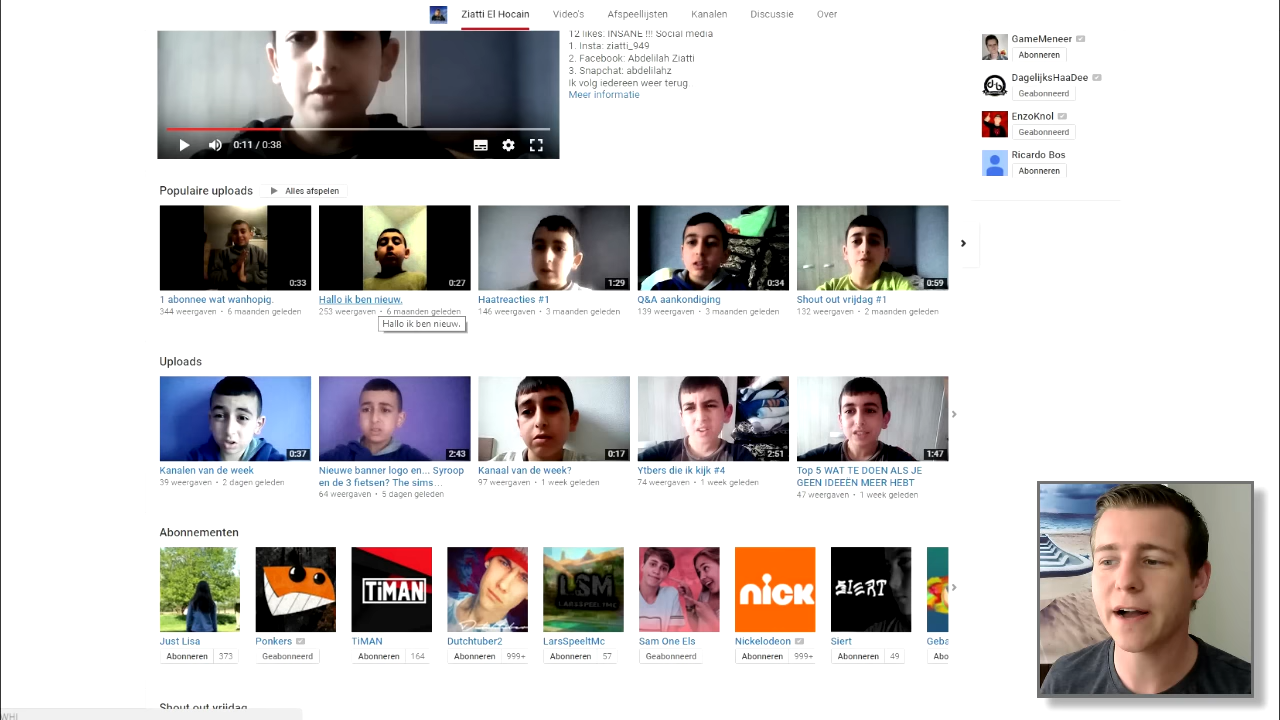 Ziatti El Hocain Video's Afspeellijsten Kanalen Discussie Over
12 likes. INSANE !!! Social media
1. Insta: ziatti_949
2. Facebook: Abdelilah Ziatti
3. Snapchat: abdelilahz
Ik volg iedereen weer terug.
Meer informatie
0:11 / 0:38
GameMeneer
Abonneren
DagelijksHaaDee
Geabonneerd
EnzoKnol
Geabonneerd
Ricardo Bos
Abonneren
Populaire uploads Alles afspelen
0:33 0:27 1:29 0:34 0:59
1 abonnee wat wanhopig. Hallo ik ben nieuw. Haatreacties #1 Q&A aankondiging Shout out vrijdag #1
344 weergaven • 6 maanden geleden 253 weergaven • 6 maanden geleden 146 weergaven • 3 maanden geleden 139 weergaven • 3 maanden geleden 132 weergaven • 2 maanden geleden
Hallo ik ben nieuw.
Uploads
0:37 2:43 0:17 2:51 1:47
Kanalen van de week Nieuwe banner logo en... Syroop Kanaal van de week? Ytbers die ik kijk #4 Top 5 WAT TE DOEN ALS JE
39 weergaven • 2 dagen geleden en de 3 fietsen? The sims... 97 weergaven • 1 week geleden 74 weergaven • 1 week geleden GEEN IDEEËN MEER HEBT
64 weergaven • 5 dagen geleden 47 weergaven • 1 week geleden
Abonnementen
TiMAN LSM nick SIERT
LARSSPEELTMC
Just Lisa Ponkers TiMAN Dutchtuber2 LarsSpeeltMc Sam One Els Nickelodeon Siert Geba
Abonneren 373 Geabonneerd Abonneren 164 Abonneren 999+ Abonneren 57 Geabonneerd Abonneren 999+ Abonneren 49 Abo
Shout out vrijdag